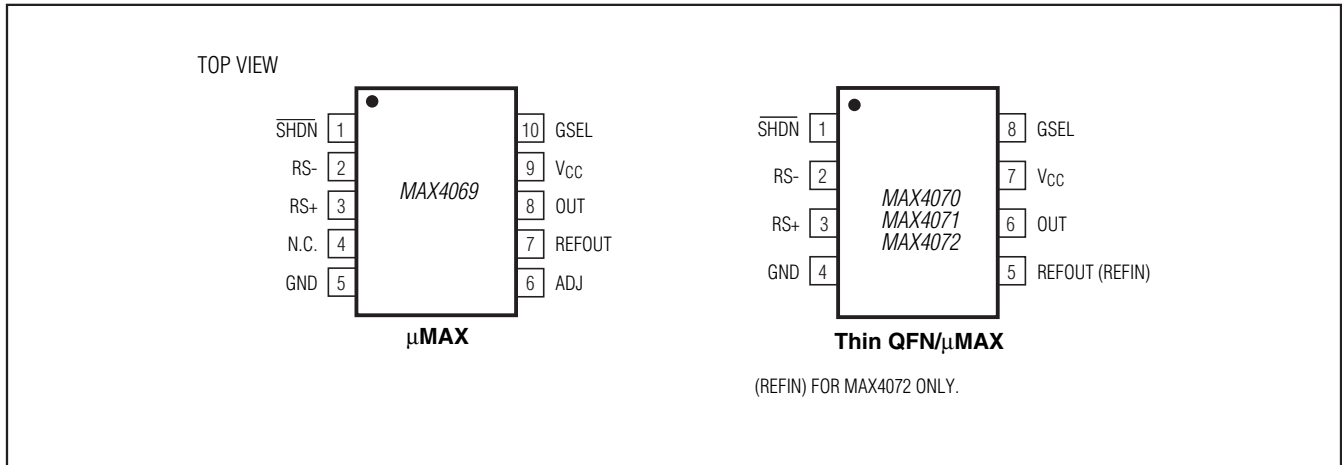 TOP VIEW
SHDN 1
RS- 2
RS+ 3
N.C. 4
GND 5
MAX4069
10 GSEL
9 VCC
8 OUT
7 REFOUT
6 ADJ
μMAX
SHDN 1
RS- 2
RS+ 3
GND 4
MAX4070
MAX4071
MAX4072
8 GSEL
7 VCC
6 OUT
5 REFOUT (REFIN)
Thin QFN/μMAX
(REFIN) FOR MAX4072 ONLY.